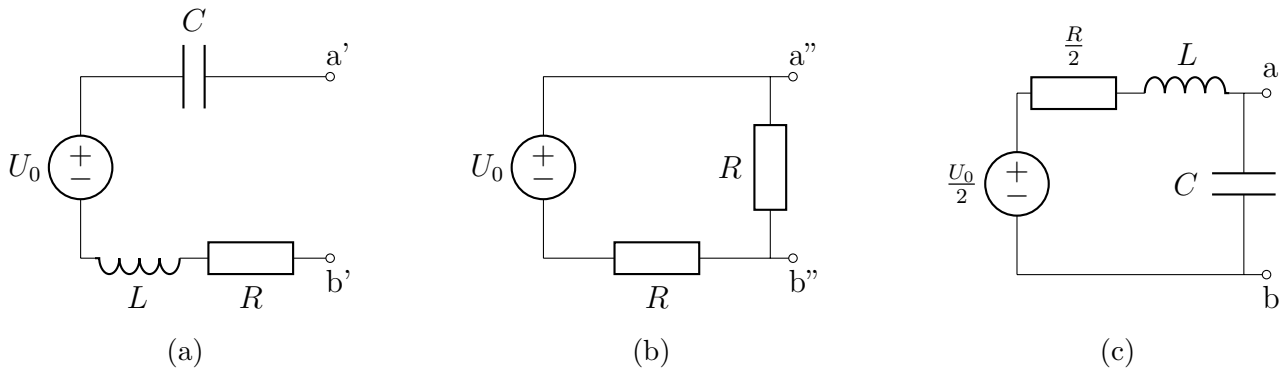 C
a'
U₀
+
−
L
R
b'
(a)
a"
U₀
+
−
R
R
b"
(b)
R/2
L
a
U₀/2
+
−
C
b
(c)